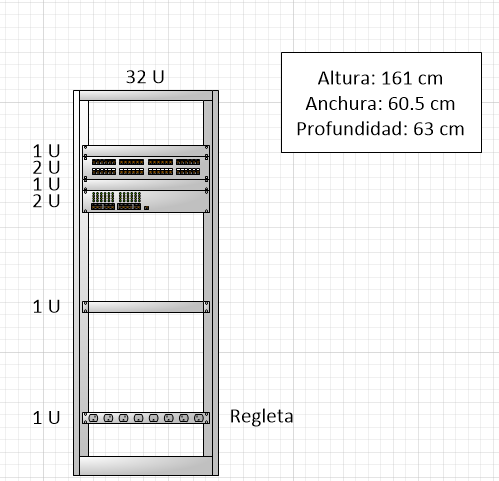 32 U
Altura: 161 cm
Anchura: 60.5 cm
Profundidad: 63 cm
1 U
2 U
1 U
2 U
1 U
1 U
Regleta